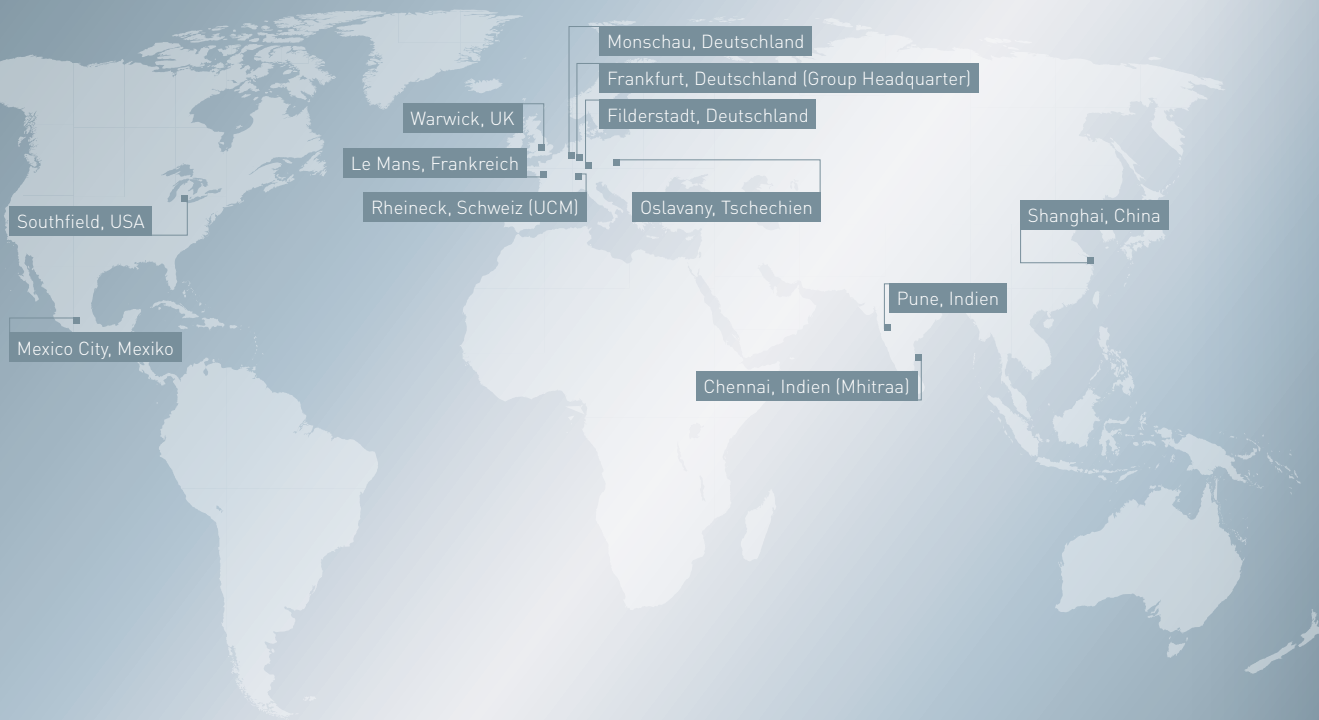 Monschau, Deutschland
Frankfurt, Deutschland (Group Headquarter)
Warwick, UK
Filderstadt, Deutschland
Le Mans, Frankreich
Rheineck, Schweiz (UCM)
Oslavany, Tschechien
Southfield, USA
Shanghai, China
Pune, Indien
Mexico City, Mexiko
Chennai, Indien (Mhitraa)